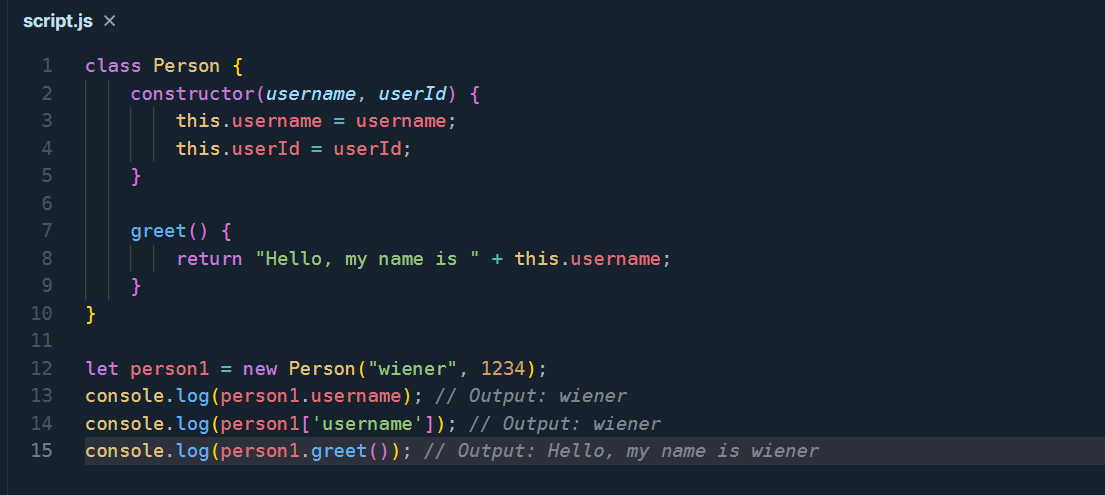 script.js ×
1 class Person {
2     constructor(username, userId) {
3         this.username = username;
4         this.userId = userId;
5     }
6
7     greet() {
8         return "Hello, my name is " + this.username;
9     }
10 }
11
12 let person1 = new Person("wiener", 1234);
13 console.log(person1.username); // Output: wiener
14 console.log(person1['username']); // Output: wiener
15 console.log(person1.greet()); // Output: Hello, my name is wiener